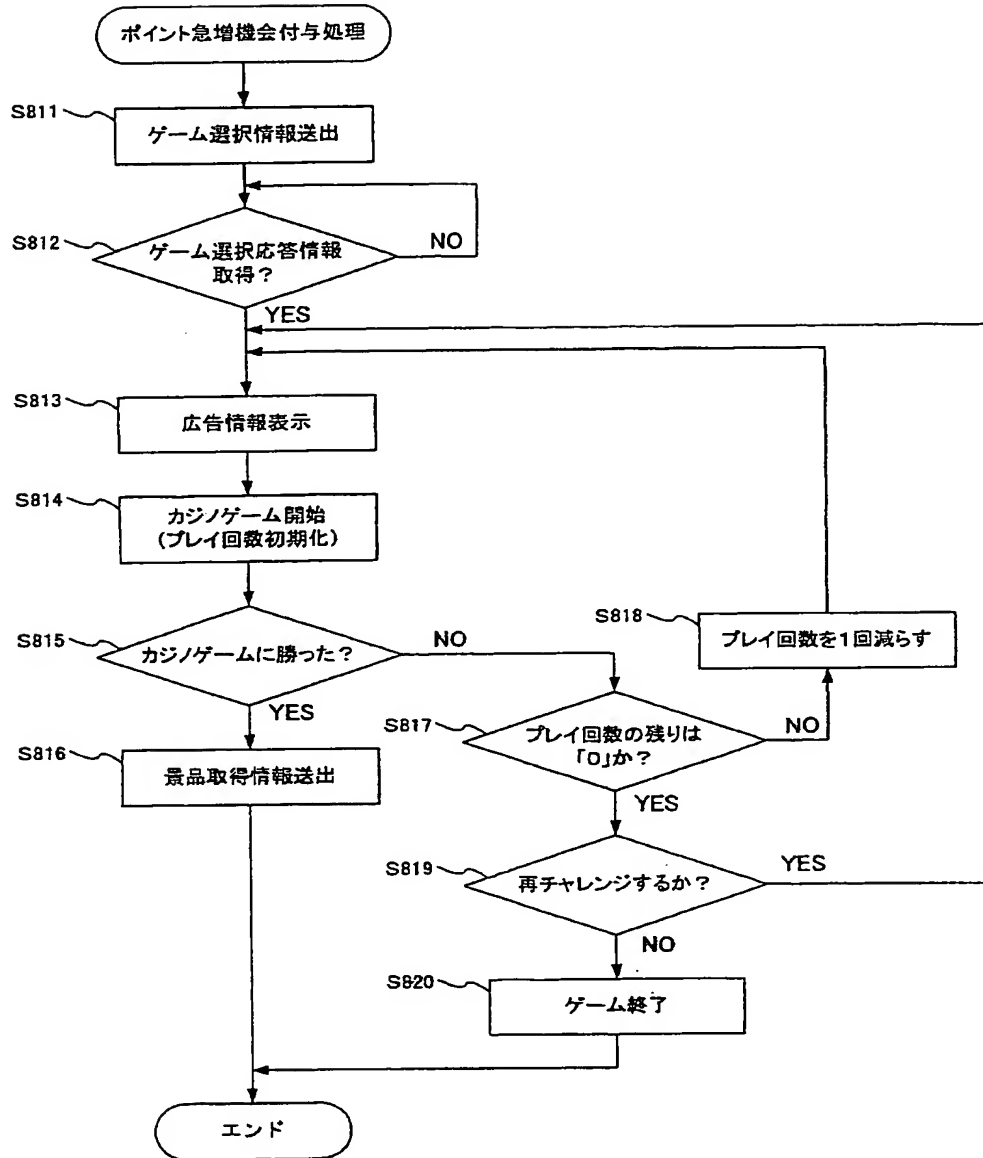 ポイント急増機会付与処理
S811
ゲーム選択情報送出
S812
ゲーム選択応答情報
取得？
NO
YES
S813
広告情報表示
S814
カジノゲーム開始
(プレイ回数初期化)
S815
カジノゲームに勝った？
NO
YES
S818
プレイ回数を1回減らす
S816
景品取得情報送出
S817
プレイ回数の残りは
「0」か？
NO
YES
S819
再チャレンジするか？
YES
NO
S820
ゲーム終了
エンド